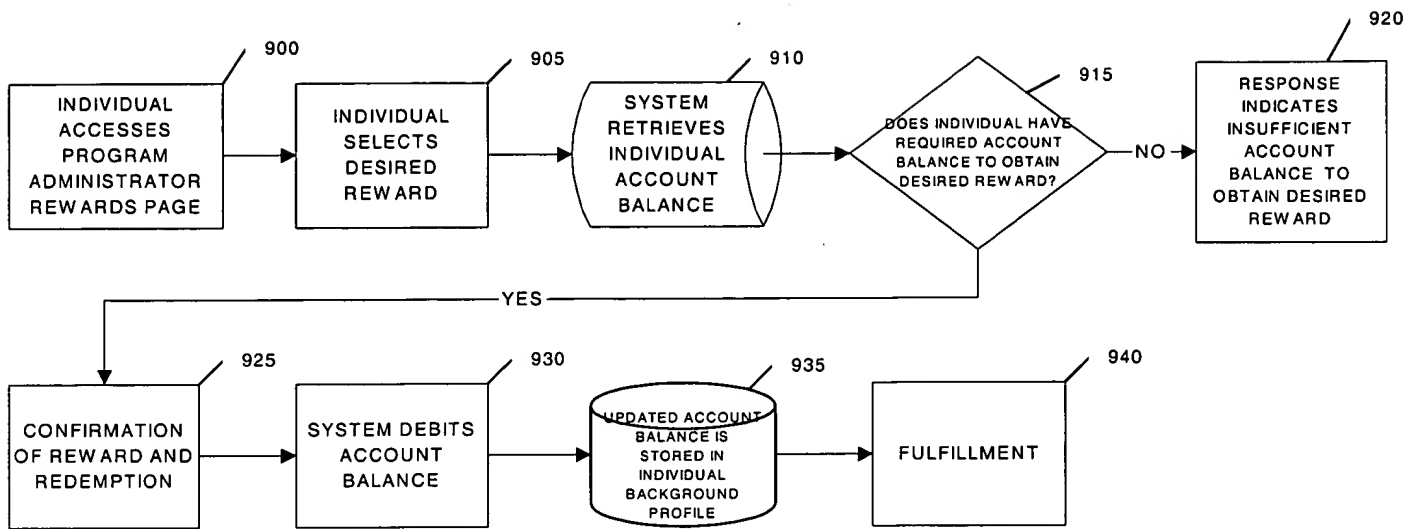 900
INDIVIDUAL
ACCESSES
PROGRAM
ADMINISTRATOR
REWARDS PAGE
905
INDIVIDUAL
SELECTS
DESIRED
REWARD
910
SYSTEM
RETRIEVES
INDIVIDUAL
ACCOUNT
BALANCE
915
DOES INDIVIDUAL HAVE
REQUIRED ACCOUNT
BALANCE TO OBTAIN
DESIRED REWARD?
NO
920
RESPONSE
INDICATES
INSUFFICIENT
ACCOUNT
BALANCE TO
OBTAIN DESIRED
REWARD
YES
925
CONFIRMATION
OF REWARD AND
REDEMPTION
930
SYSTEM DEBITS
ACCOUNT
BALANCE
935
UPDATED ACCOUNT
BALANCE IS
STORED IN
INDIVIDUAL
BACKGROUND
PROFILE
940
FULFILLMENT